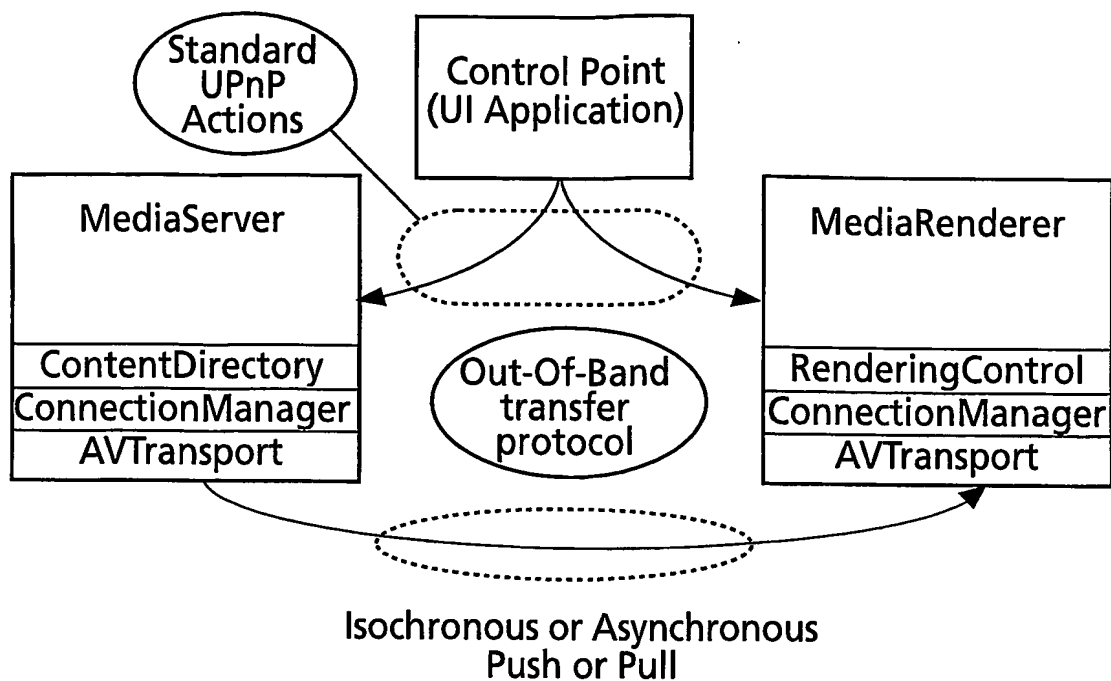 Standard
UPnP
Actions
Control Point
(UI Application)
MediaServer
ContentDirectory
ConnectionManager
AVTransport
MediaRenderer
RenderingControl
ConnectionManager
AVTransport
Out-Of-Band
transfer
protocol
Isochronous or Asynchronous
Push or Pull